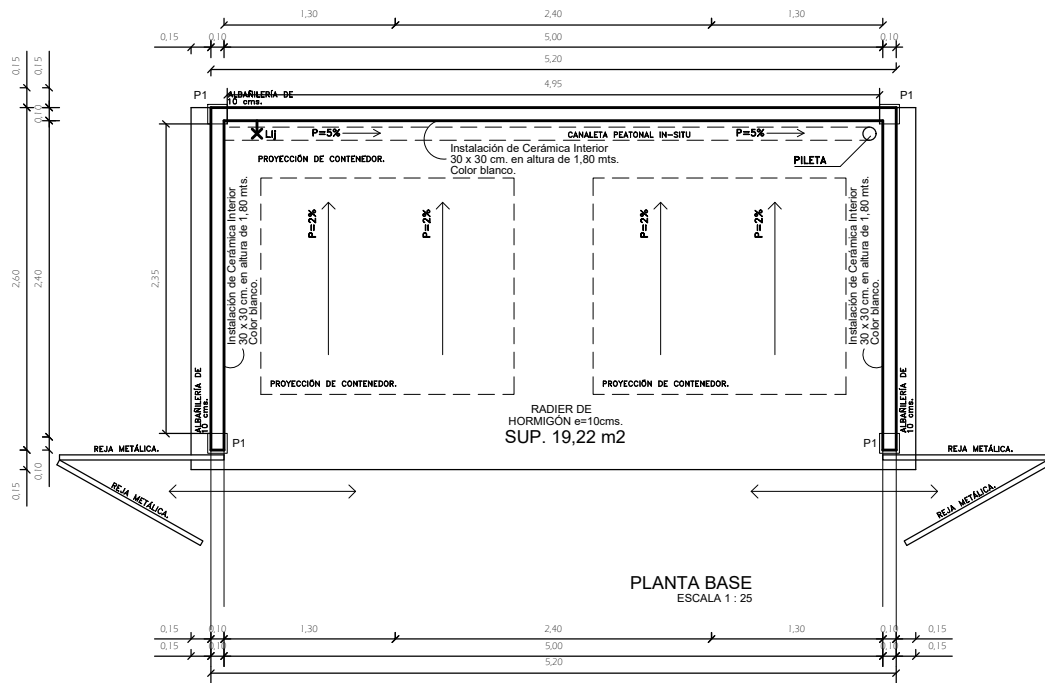 1,30 2,40 1,30
0,15 0,10 5,00 0,10
5,20
4,95
0,15 0,15
0,10
P1 P1
ALBAÑILERÍA DE
10 cms.
Llj P=5% CANALETA PEATONAL IN-SITU P=5%
PROYECCIÓN DE CONTENEDOR.
Instalación de Cerámica Interior
30 x 30 cm. en altura de 1,80 mts.
Color blanco.
PILETA
P=2% P=2% P=2% P=2%
Instalación de Cerámica Interior
30 x 30 cm. en altura de 1,80 mts.
Color blanco.
Instalación de Cerámica Interior
30 x 30 cm. en altura de 1,80 mts.
Color blanco.
2,60 2,40 2,35
PROYECCIÓN DE CONTENEDOR. PROYECCIÓN DE CONTENEDOR.
ALBAÑILERÍA DE
10 cms.
ALBAÑILERÍA DE
10 cms.
RADIER DE
HORMIGÓN e=10cms.
SUP. 19,22 m2
P1 P1
REJA METÁLICA. REJA METÁLICA.
0,15 0,10
REJA METÁLICA. REJA METÁLICA.
PLANTA BASE
ESCALA 1 : 25
0,15 0,10 1,30 2,40 1,30 0,10 0,15
0,15 0,10 5,00 0,10 0,15
5,20